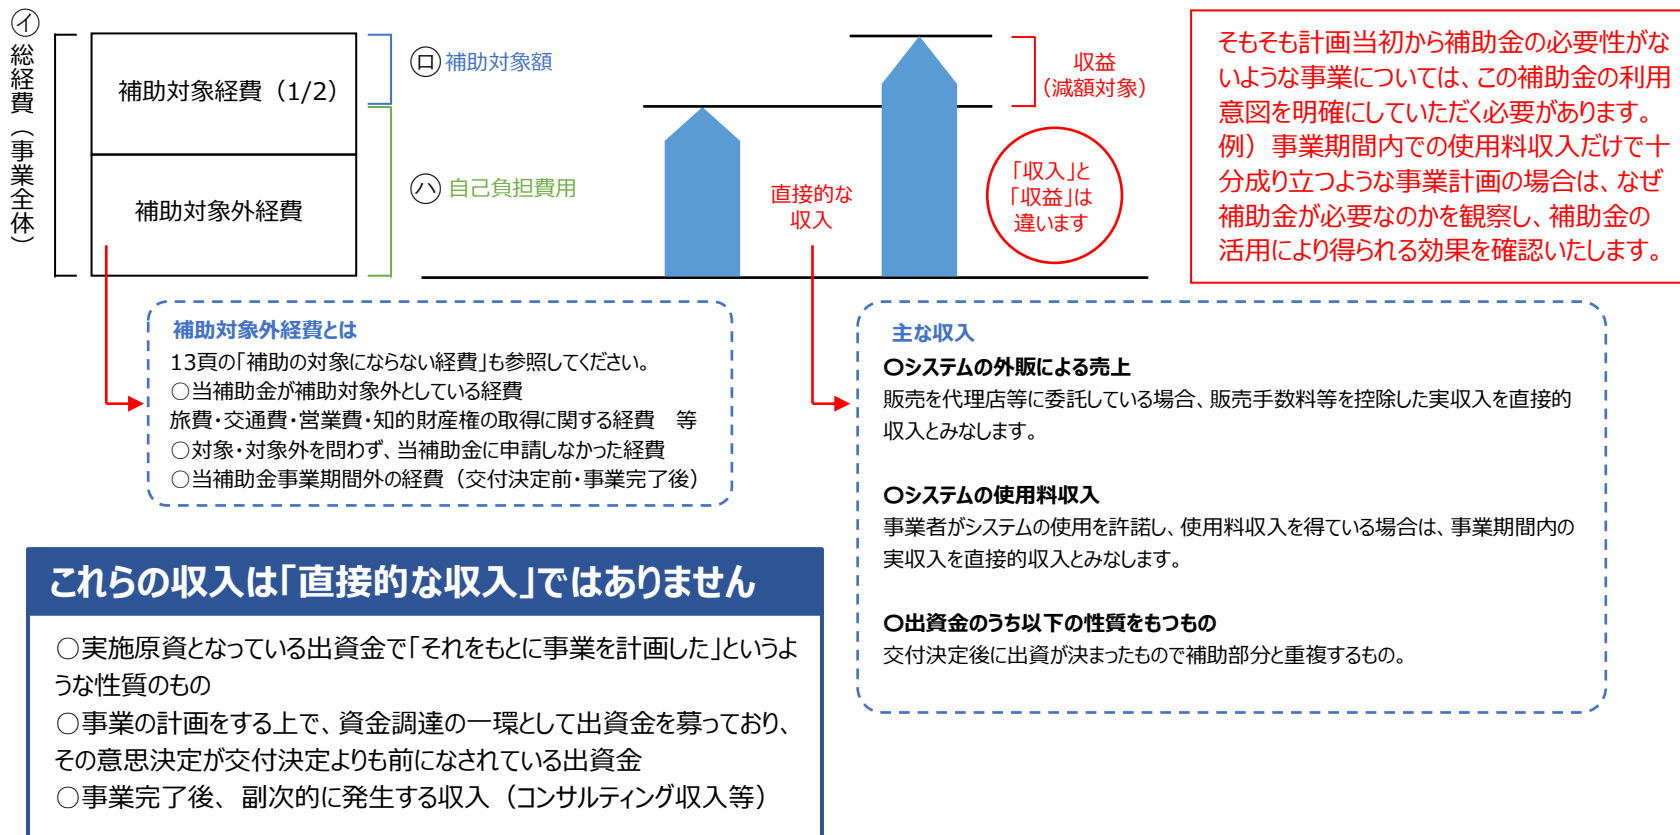 ㋑
総経費（事業全体）
補助対象経費（1/2）
補助対象外経費
㋺ 補助対象額
㋩ 自己負担費用
直接的な
収入
収益
（減額対象）
「収入」と
「収益」は
違います
そもそも計画当初から補助金の必要性がな
いような事業については、この補助金の利用
意図を明確にしていただく必要があります。
例）事業期間内での使用料収入だけで十
分成り立つような事業計画の場合は、なぜ
補助金が必要なのかを観察し、補助金の
活用により得られる効果を確認いたします。
補助対象外経費とは
13頁の「補助の対象にならない経費」も参照してください。
○当補助金が補助対象外としている経費
旅費・交通費・営業費・知的財産権の取得に関する経費　等
○対象・対象外を問わず、当補助金に申請しなかった経費
○当補助金事業期間外の経費（交付決定前・事業完了後）
主な収入
○システムの外販による売上
販売を代理店等に委託している場合、販売手数料等を控除した実収入を直接的
収入とみなします。
○システムの使用料収入
事業者がシステムの使用を許諾し、使用料収入を得ている場合は、事業期間内の
実収入を直接的収入とみなします。
○出資金のうち以下の性質をもつもの
交付決定後に出資が決まったもので補助部分と重複するもの。
これらの収入は「直接的な収入」ではありません
○実施原資となっている出資金で「それをもとに事業を計画した」というよ
うな性質のもの
○事業の計画をする上で、資金調達の一環として出資金を募っており、
その意思決定が交付決定よりも前になされている出資金
○事業完了後、副次的に発生する収入（コンサルティング収入等）